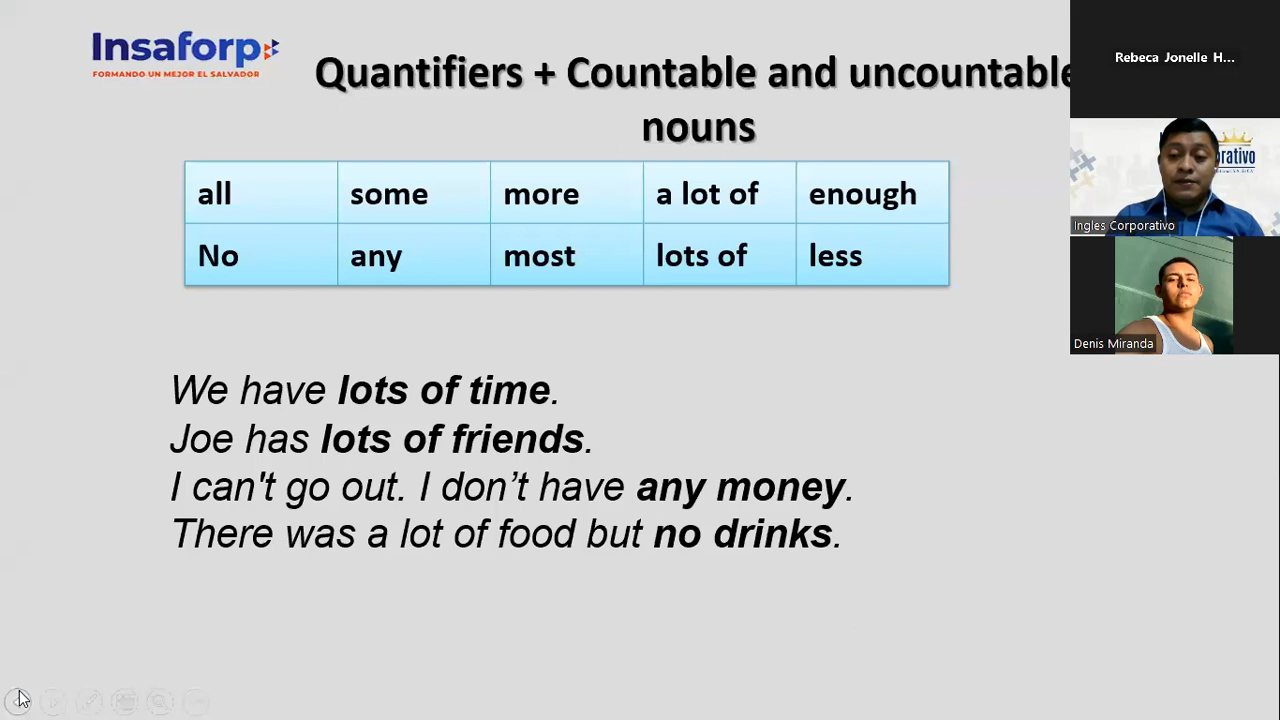 Insaforp
FORMANDO UN MEJOR EL SALVADOR
Quantifiers + Countable and uncountable
nouns
all some more a lot of enough
No any most lots of less
We have lots of time.
Joe has lots of friends.
I can't go out. I don’t have any money.
There was a lot of food but no drinks.
Rebeca Jonelle H...
orativo
Ingles Corporativo
Denis Miranda